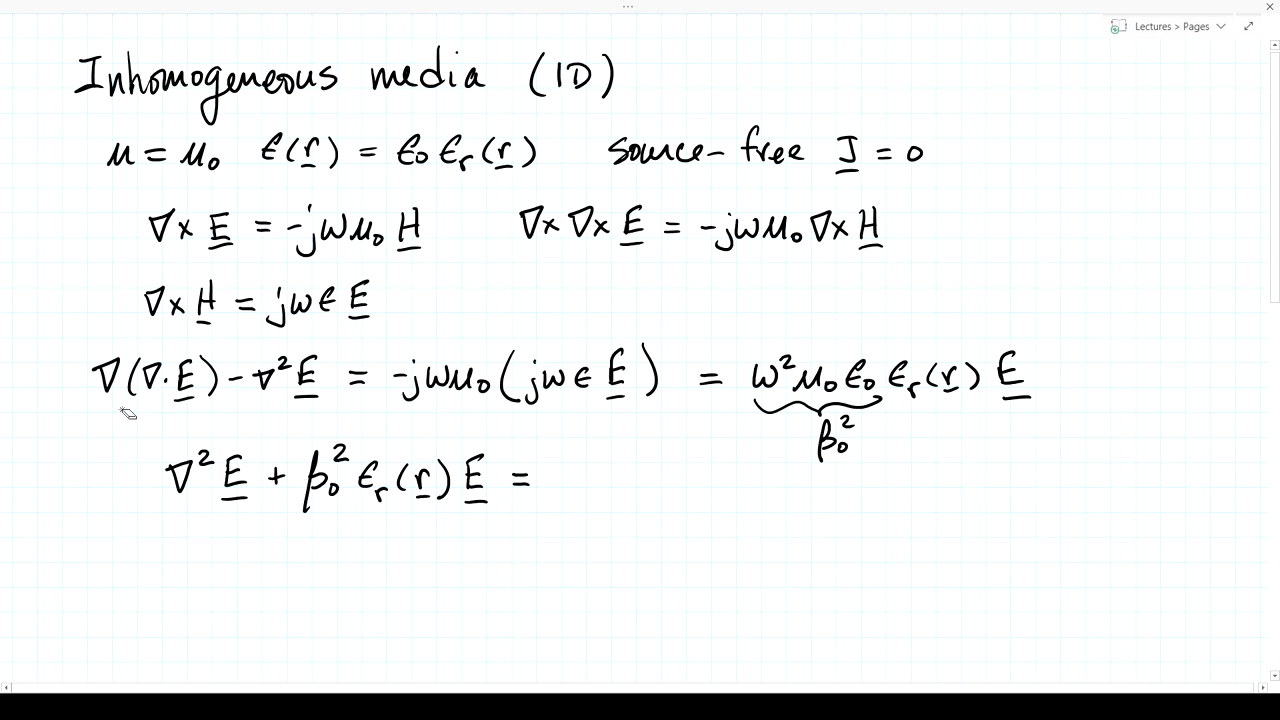 Lectures > Pages
Inhomogeneous media (1D)
μ = μ₀ ϵ(r̲) = ϵ₀ ϵᵣ(r̲) source-free J̲ = 0
∇× E̲ = -jωμ₀ H̲ ∇×∇× E̲ = -jωμ₀ ∇× H̲
∇× H̲ = jωϵ E̲
∇(∇·E̲) - ∇²E̲ = -jωμ₀(jωϵ E̲) = ω²μ₀ϵ₀ ϵᵣ(r̲) E̲
β₀²
∇²E̲ + β₀² ϵᵣ(r̲) E̲ =